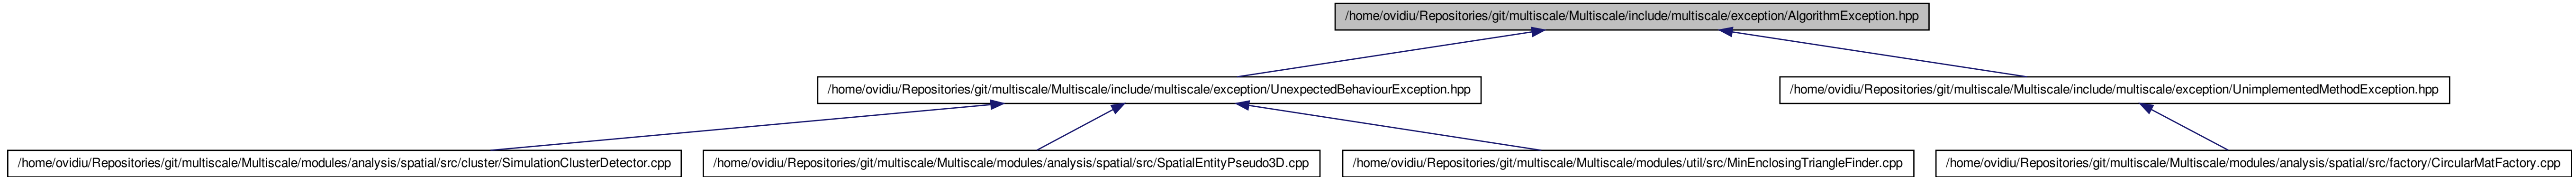 /home/ovidiu/Repositories/git/multiscale/Multiscale/include/multiscale/exception/AlgorithmException.hpp
/home/ovidiu/Repositories/git/multiscale/Multiscale/include/multiscale/exception/UnexpectedBehaviourException.hpp
/home/ovidiu/Repositories/git/multiscale/Multiscale/include/multiscale/exception/UnimplementedMethodException.hpp
/home/ovidiu/Repositories/git/multiscale/Multiscale/modules/analysis/spatial/src/cluster/SimulationClusterDetector.cpp
/home/ovidiu/Repositories/git/multiscale/Multiscale/modules/analysis/spatial/src/SpatialEntityPseudo3D.cpp
/home/ovidiu/Repositories/git/multiscale/Multiscale/modules/util/src/MinEnclosingTriangleFinder.cpp
/home/ovidiu/Repositories/git/multiscale/Multiscale/modules/analysis/spatial/src/factory/CircularMatFactory.cpp